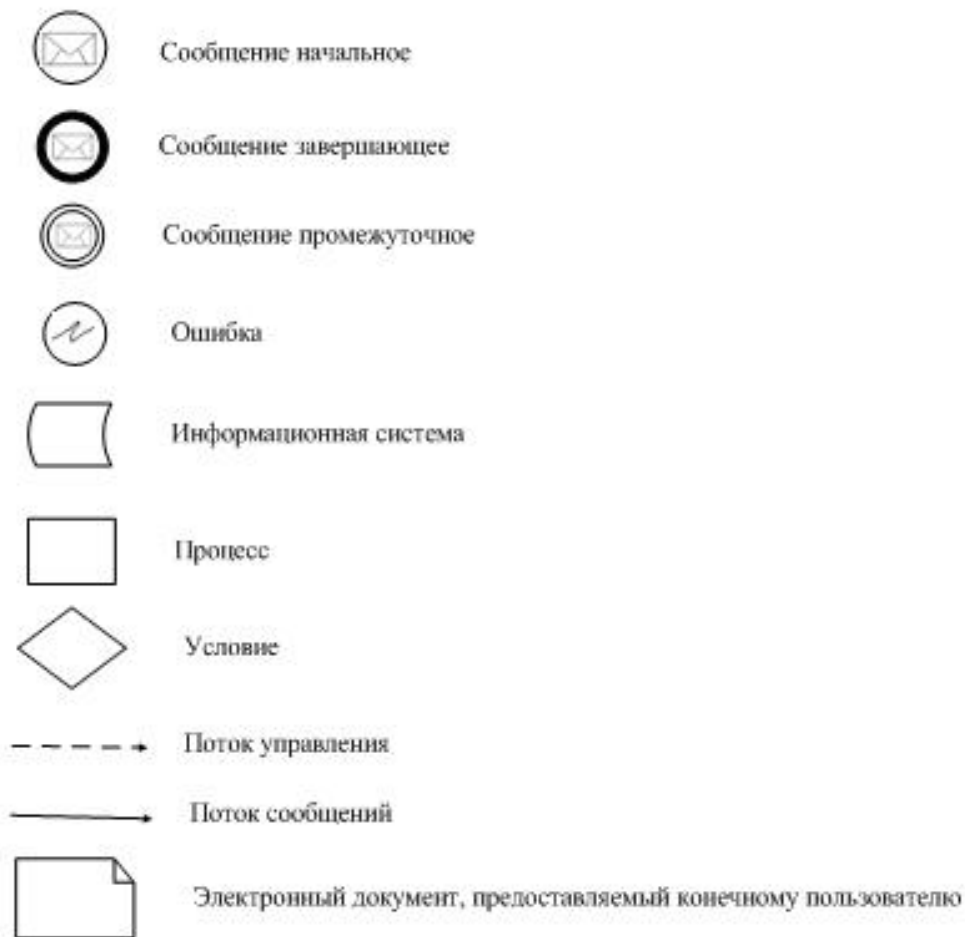 Сообщение начальное
Сообщение завершающее
Сообщение промежуточное
Ошибка
Информационная система
Процесс
Условие
Поток управления
Поток сообщений
Электронный документ, предоставляемый конечному пользователю